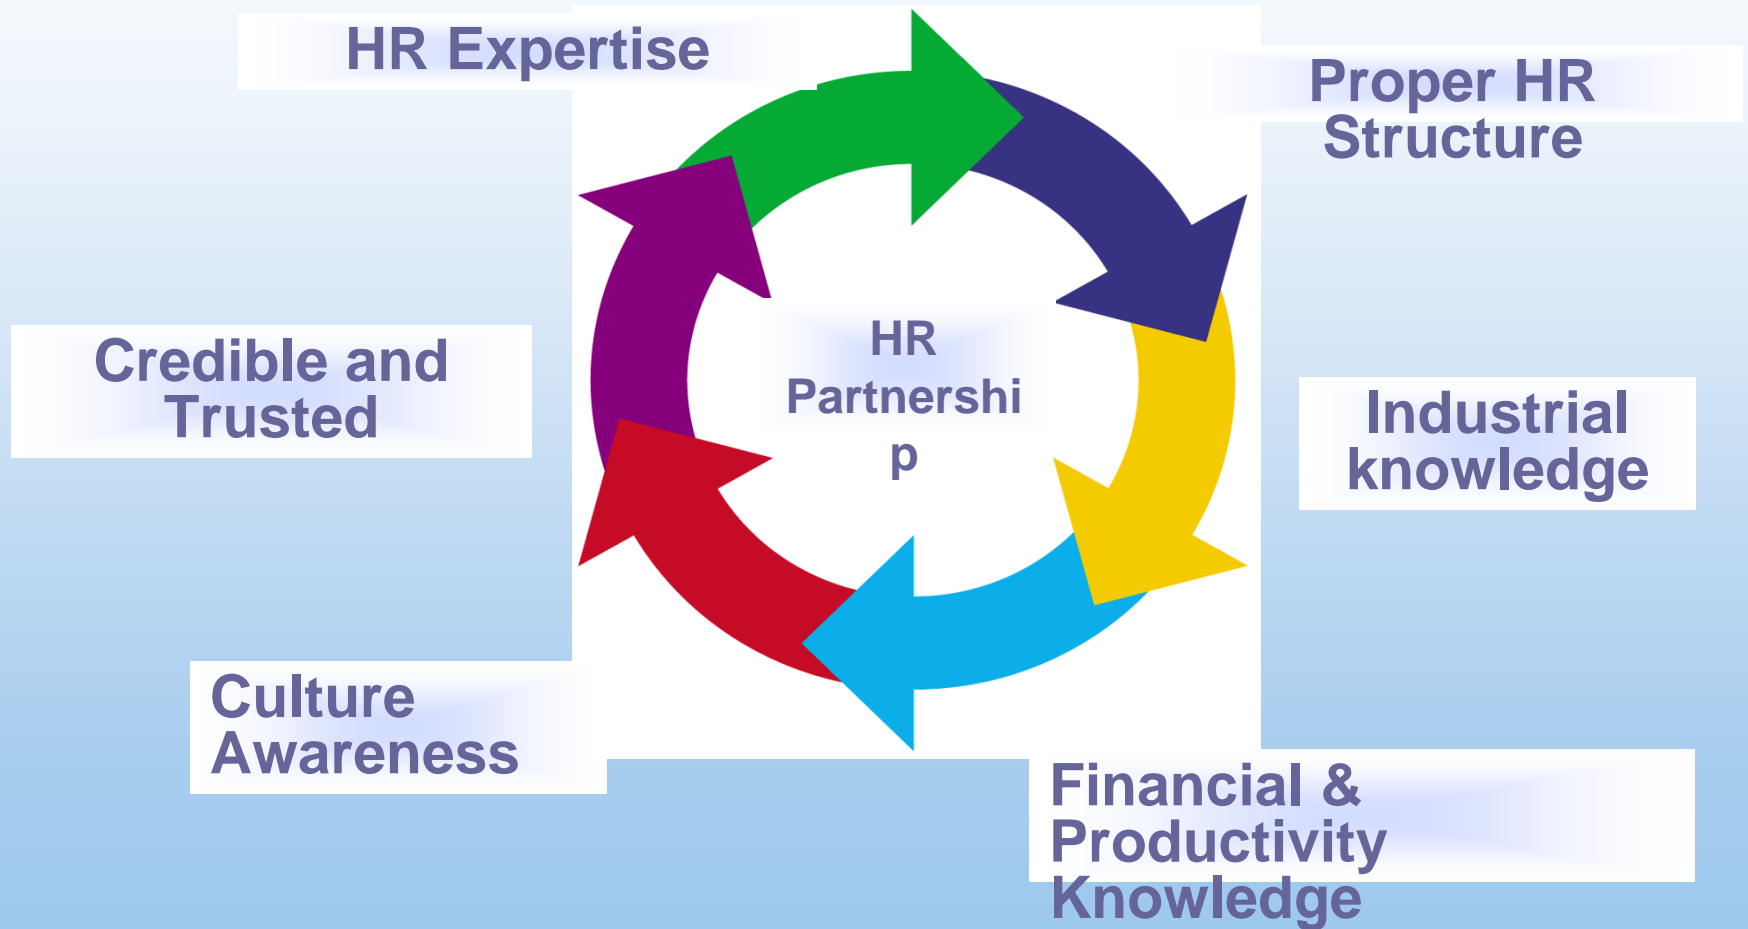 HR Expertise
Proper HR
Structure
HR
Partnershi
p
Credible and
Trusted
Industrial
knowledge
Culture
Awareness
Financial &
Productivity
Knowledge